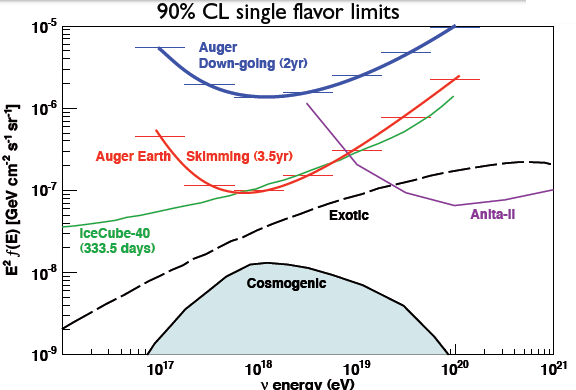 90% CL single flavor limits
E² f(E) [GeV cm⁻² s⁻¹ sr⁻¹]
10⁻⁵
10⁻⁶
10⁻⁷
10⁻⁸
10⁻⁹
Auger
Down-going (2yr)
Auger Earth Skimming (3.5yr)
IceCube-40
(333.5 days)
Exotic
Anita-II
Cosmogenic
10¹⁷ 10¹⁸ 10¹⁹ 10²⁰ 10²¹
ν energy (eV)